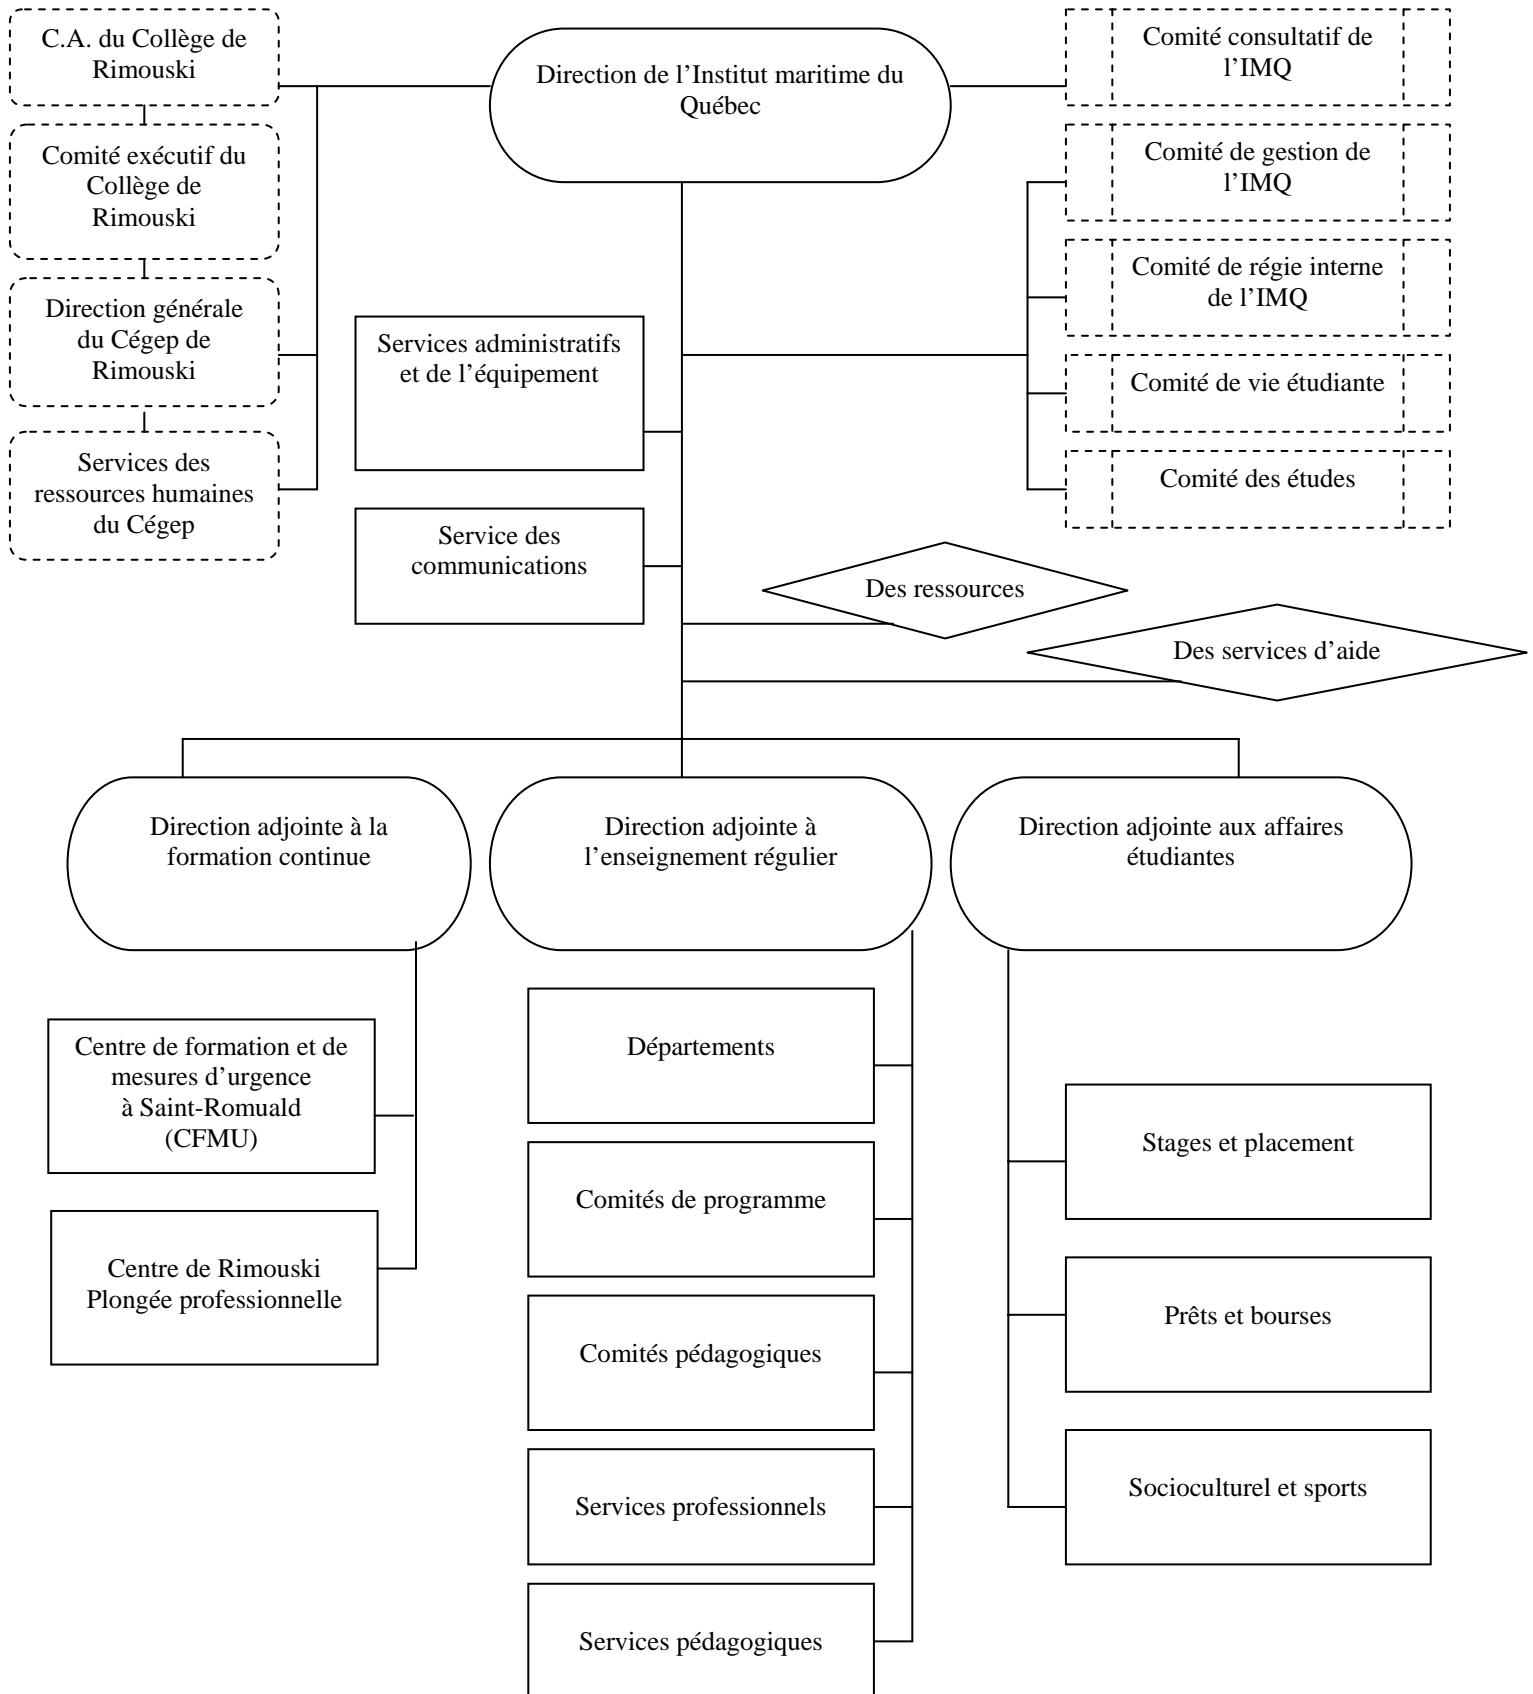 C.A. du Collège de
Rimouski
Direction de l’Institut maritime du
Québec
Comité consultatif de
l’IMQ
Comité exécutif du
Collège de
Rimouski
Comité de gestion de
l’IMQ
Direction générale
du Cégep de
Rimouski
Comité de régie interne
de l’IMQ
Services administratifs
et de l’équipement
Comité de vie étudiante
Services des
ressources humaines
du Cégep
Comité des études
Service des
communications
Des ressources
Des services d’aide
Direction adjointe à la
formation continue
Direction adjointe à
l’enseignement régulier
Direction adjointe aux affaires
étudiantes
Centre de formation et de
mesures d’urgence
à Saint-Romuald
(CFMU)
Centre de Rimouski
Plongée professionnelle
Départements
Comités de programme
Comités pédagogiques
Services professionnels
Services pédagogiques
Stages et placement
Prêts et bourses
Socioculturel et sports